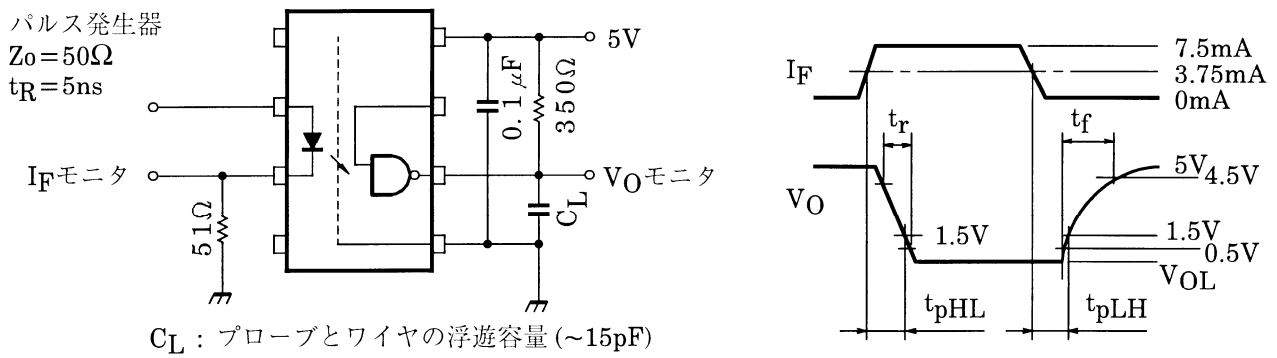 パルス発生器
Zo=50Ω
tR=5ns
IFモニタ
51Ω
5V
0.1μF
350Ω
VOモニタ
CL
CL : プローブとワイヤの浮遊容量(~15pF)
IF
7.5mA
3.75mA
0mA
tr
tf
VO
5V
4.5V
1.5V
1.5V
0.5V
VOL
tpHL
tpLH